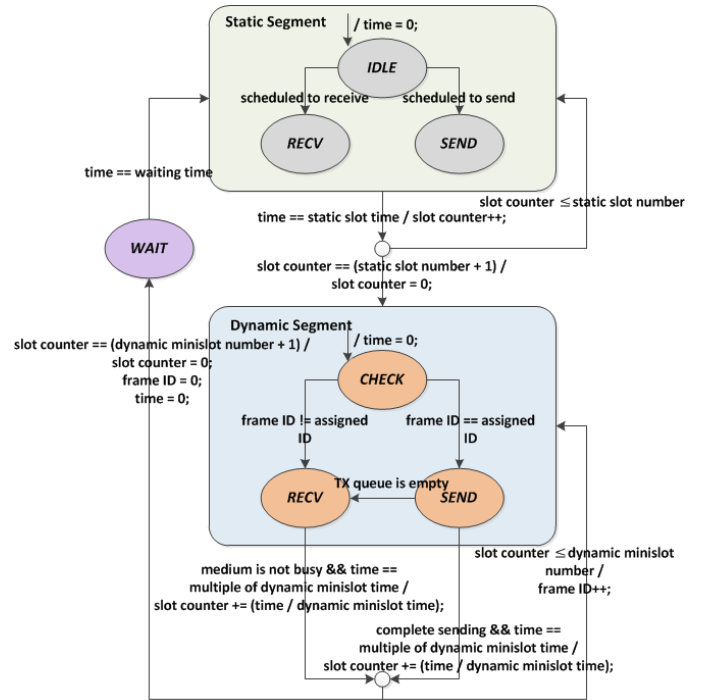 Static Segment
/ time = 0;
IDLE
scheduled to receive
scheduled to send
RECV
SEND
time == waiting time
slot counter ≤ static slot number
time == static slot time / slot counter++;
WAIT
slot counter == (static slot number + 1) /
slot counter = 0;
Dynamic Segment
/ time = 0;
slot counter == (dynamic minislot number + 1) /
slot counter = 0;
frame ID = 0;
time = 0;
CHECK
frame ID != assigned
ID
frame ID == assigned
ID
TX queue is empty
RECV
SEND
slot counter ≤ dynamic minislot
number /
frame ID++;
medium is not busy && time ==
multiple of dynamic minislot time /
slot counter += (time / dynamic minislot time);
complete sending && time ==
multiple of dynamic minislot time /
slot counter += (time / dynamic minislot time);